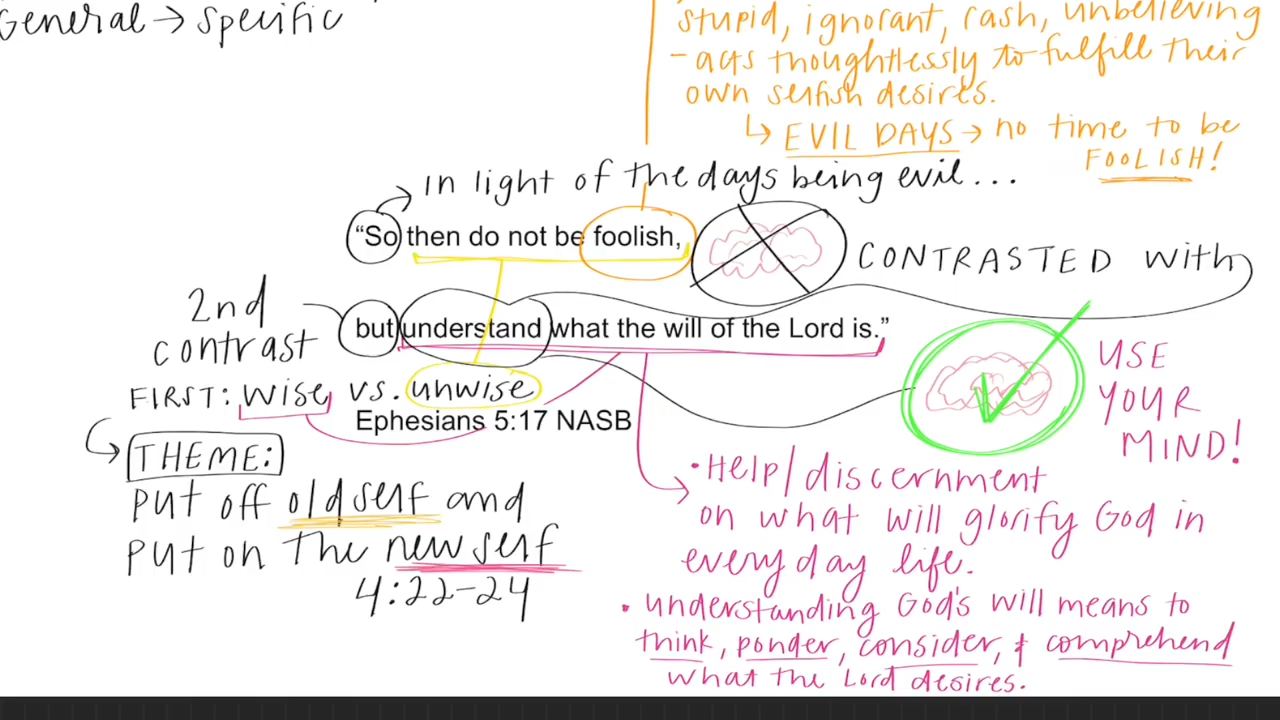 General → specific
stupid, ignorant, rash, unbelieving
- acts thoughtlessly to fulfill their
own selfish desires.
↳ EVIL DAYS → no time to be
FOOLISH!
→ in light of the days being evil...
“So then do not be foolish,
CONTRASTED with
2nd
contrast
but understand what the will of the Lord is.”
FIRST: wise vs. unwise
Ephesians 5:17 NASB
USE
YOUR
MIND!
THEME:
put off old self and
put on the new self
4:22-24
• Help/discernment
on what will glorify God in
everyday life.
• understanding God's will means to
think, ponder, consider, & comprehend
what the Lord desires.